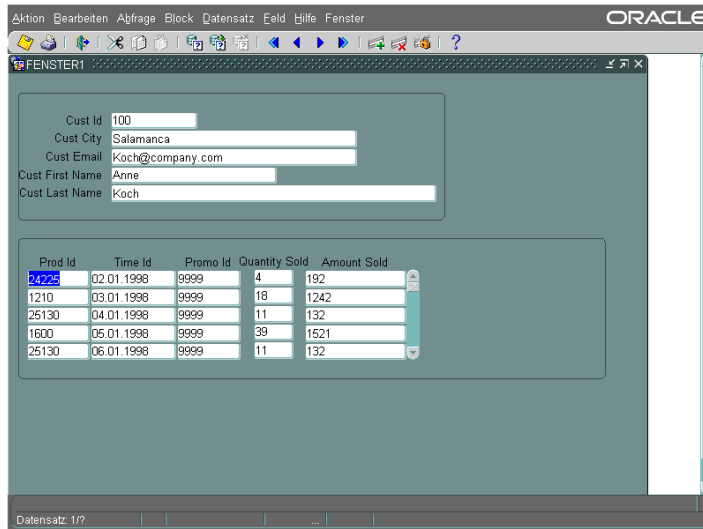 Aktion Bearbeiten Abfrage Block Datensatz Feld Hilfe Fenster ORACLE
?
FENSTER1
Cust Id 100
Cust City Salamanca
Cust Email Koch@company.com
Cust First Name Anne
Cust Last Name Koch
Prod Id Time Id Promo Id Quantity Sold Amount Sold
24225 02.01.1998 9999 4 192
1210 03.01.1998 9999 18 1242
25130 04.01.1998 9999 11 132
1600 05.01.1998 9999 39 1521
25130 06.01.1998 9999 11 132
Datensatz: 1/? ...